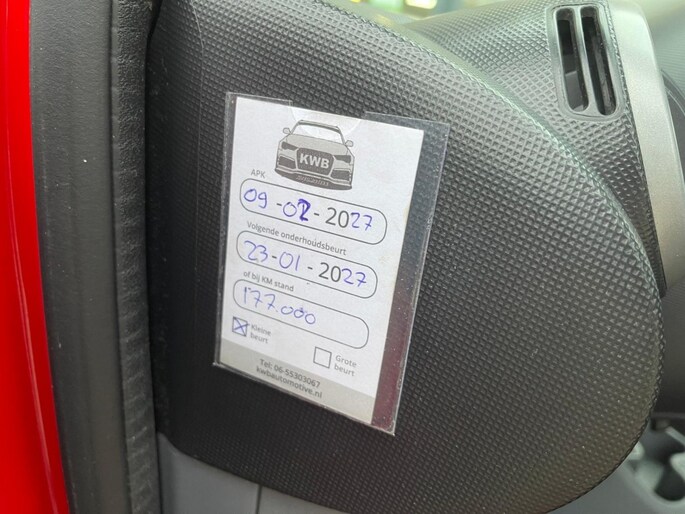 KWB
APK
09-02-2027
Volgende onderhoudsbeurt
23-01-2027
of bij KM stand
177.000
Kleine beurt
Grote beurt
Tel: 06-55303067
kwbautomotive.nl